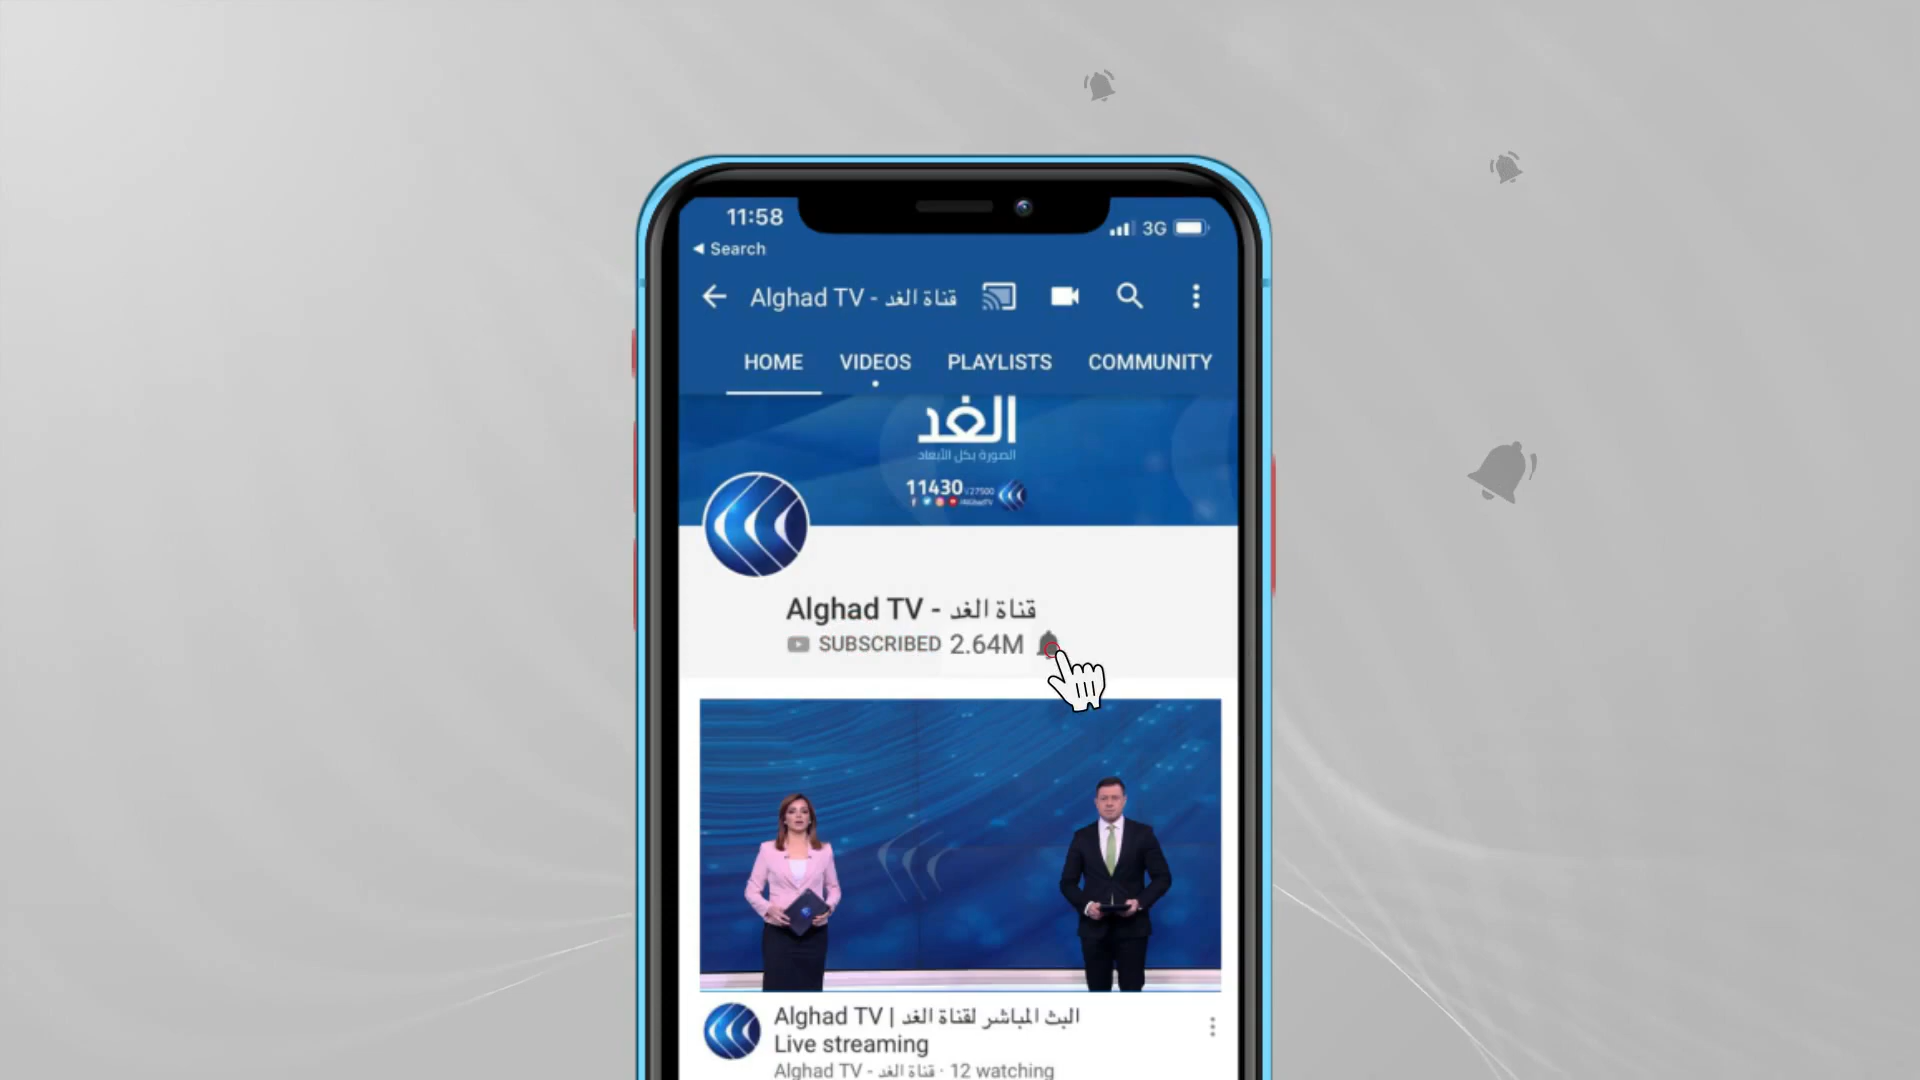 11:58
3G
Search
Alghad TV - قناة الغد
HOME VIDEOS PLAYLISTS COMMUNITY
الغد
الصورة بكل الأبعاد
11430
27500
Alghad TV - قناة الغد
SUBSCRIBED 2.64M
Alghad TV | البث المباشر لقناة الغد
Live streaming
Alghad TV - قناة الغد · 12 watching